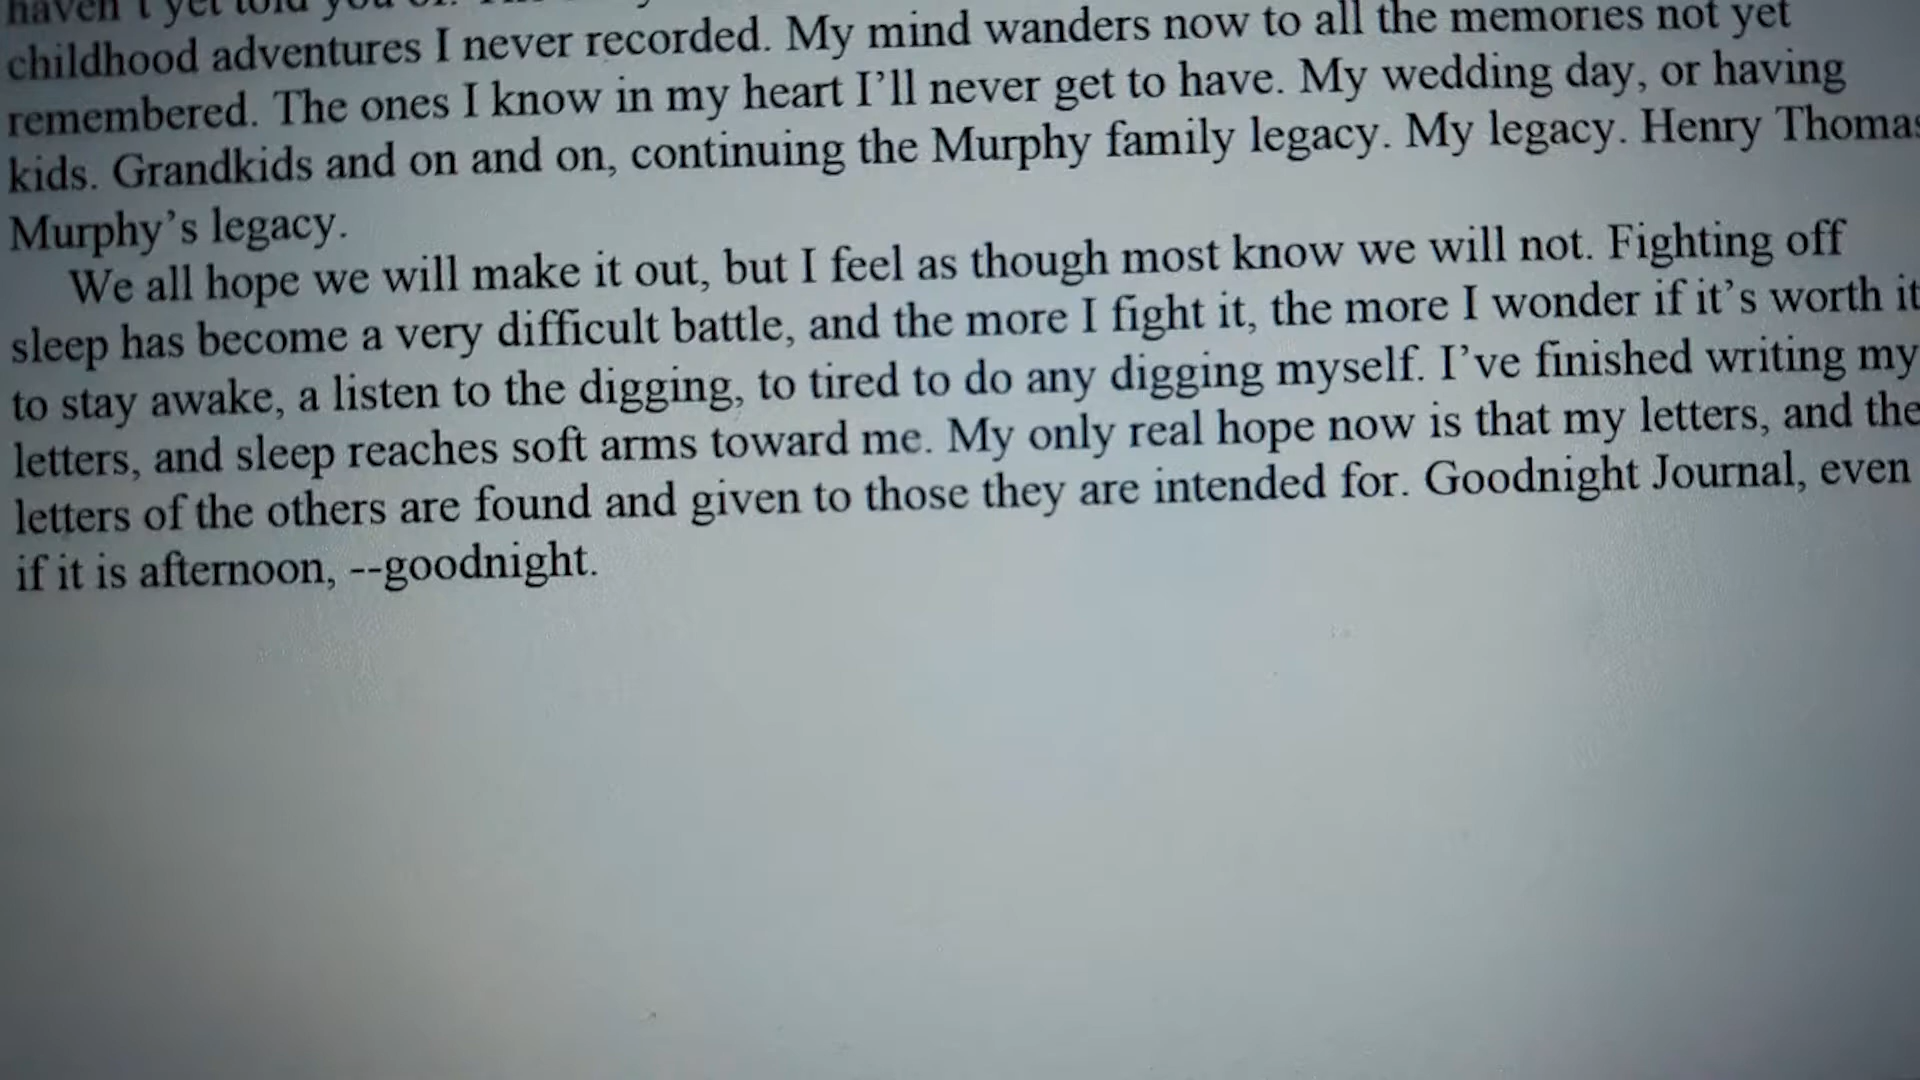 haven't yet told you of.
childhood adventures I never recorded. My mind wanders now to all the memories not yet
remembered. The ones I know in my heart I'll never get to have. My wedding day, or having
kids. Grandkids and on and on, continuing the Murphy family legacy. My legacy. Henry Thomas
Murphy's legacy.
We all hope we will make it out, but I feel as though most know we will not. Fighting off
sleep has become a very difficult battle, and the more I fight it, the more I wonder if it's worth it
to stay awake, a listen to the digging, to tired to do any digging myself. I've finished writing my
letters, and sleep reaches soft arms toward me. My only real hope now is that my letters, and the
letters of the others are found and given to those they are intended for. Goodnight Journal, even
if it is afternoon, --goodnight.